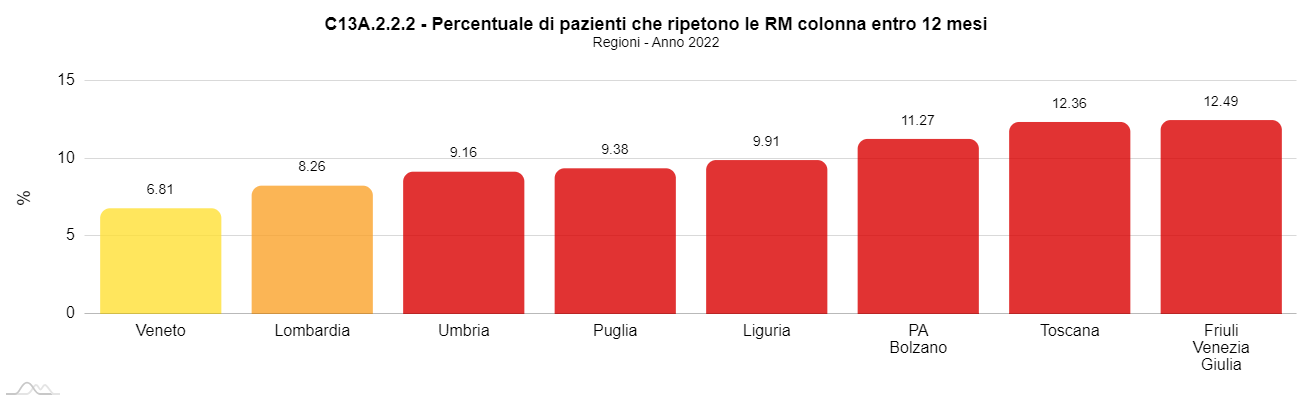 C13A.2.2.2 - Percentuale di pazienti che ripetono le RM colonna entro 12 mesi
Regioni - Anno 2022
15
10
5
0
%
6.81
8.26
9.16
9.38
9.91
11.27
12.36
12.49
Veneto
Lombardia
Umbria
Puglia
Liguria
PA
Bolzano
Toscana
Friuli
Venezia
Giulia